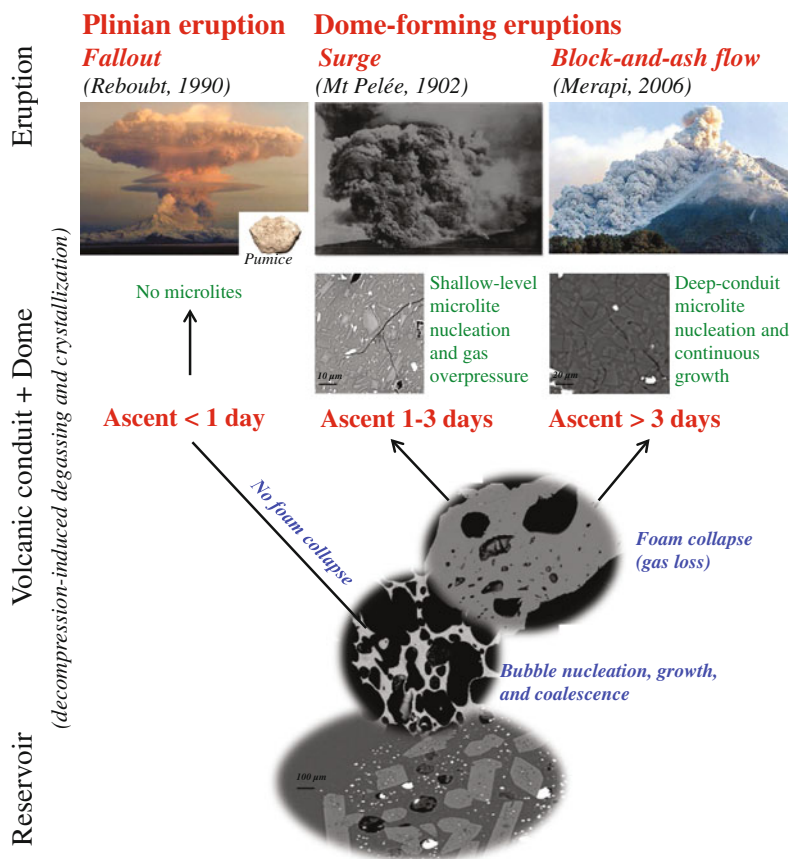 Plinian eruption
Dome-forming eruptions
Fallout
Surge
Block-and-ash flow
(Reboubt, 1990)
(Mt Pelée, 1902)
(Merapi, 2006)
Eruption
Pumice
No microlites
Shallow-level
microlite
nucleation
and gas
overpressure
10 µm
Deep-conduit
microlite
nucleation and
continuous
growth
20 µm
Ascent < 1 day
Ascent 1-3 days
Ascent > 3 days
Volcanic conduit + Dome
(decompression-induced degassing and crystallization)
No foam collapse
Foam collapse
(gas loss)
Bubble nucleation, growth,
and coalescence
Reservoir
100 µm